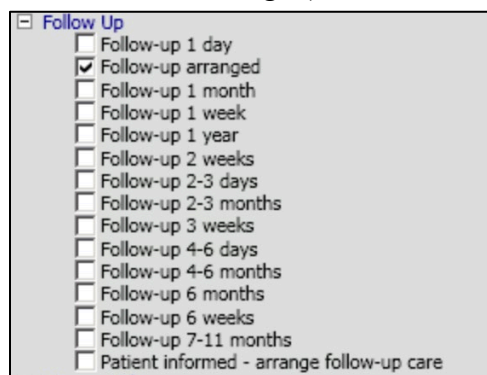 Follow Up
Follow-up 1 day
Follow-up arranged
Follow-up 1 month
Follow-up 1 week
Follow-up 1 year
Follow-up 2 weeks
Follow-up 2-3 days
Follow-up 2-3 months
Follow-up 3 weeks
Follow-up 4-6 days
Follow-up 4-6 months
Follow-up 6 months
Follow-up 6 weeks
Follow-up 7-11 months
Patient informed - arrange follow-up care